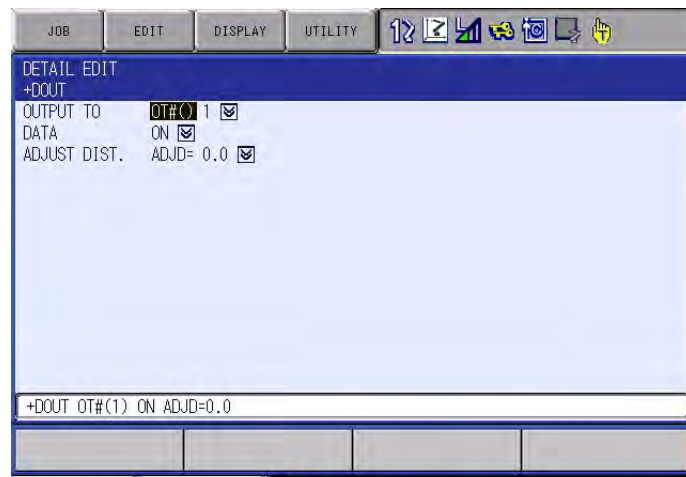 JOB EDIT DISPLAY UTILITY
DETAIL EDIT
+DOUT
OUTPUT TO OT#() 1
DATA ON
ADJUST DIST. ADJD= 0.0
+DOUT OT#(1) ON ADJD=0.0